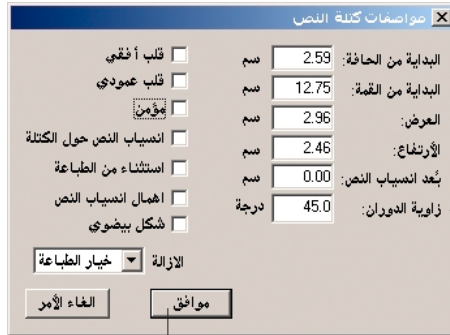 مواصفات كتلة النص
البداية من الحافة: 2.59 سم
البداية من القمة: 12.75 سم
العرض: 2.96 سم
الأرتفاع: 2.46 سم
بُعد انسياب النص: 0.00 سم
زاوية الدوران: 45.0 درجة
قلب أفقي
قلب عمودي
مؤمن
انسياب النص حول الكتلة
استثناء من الطباعة
اهمال انسياب النص
شكل بيضوي
الازالة خيار الطباعة
موافق الغاء الأمر